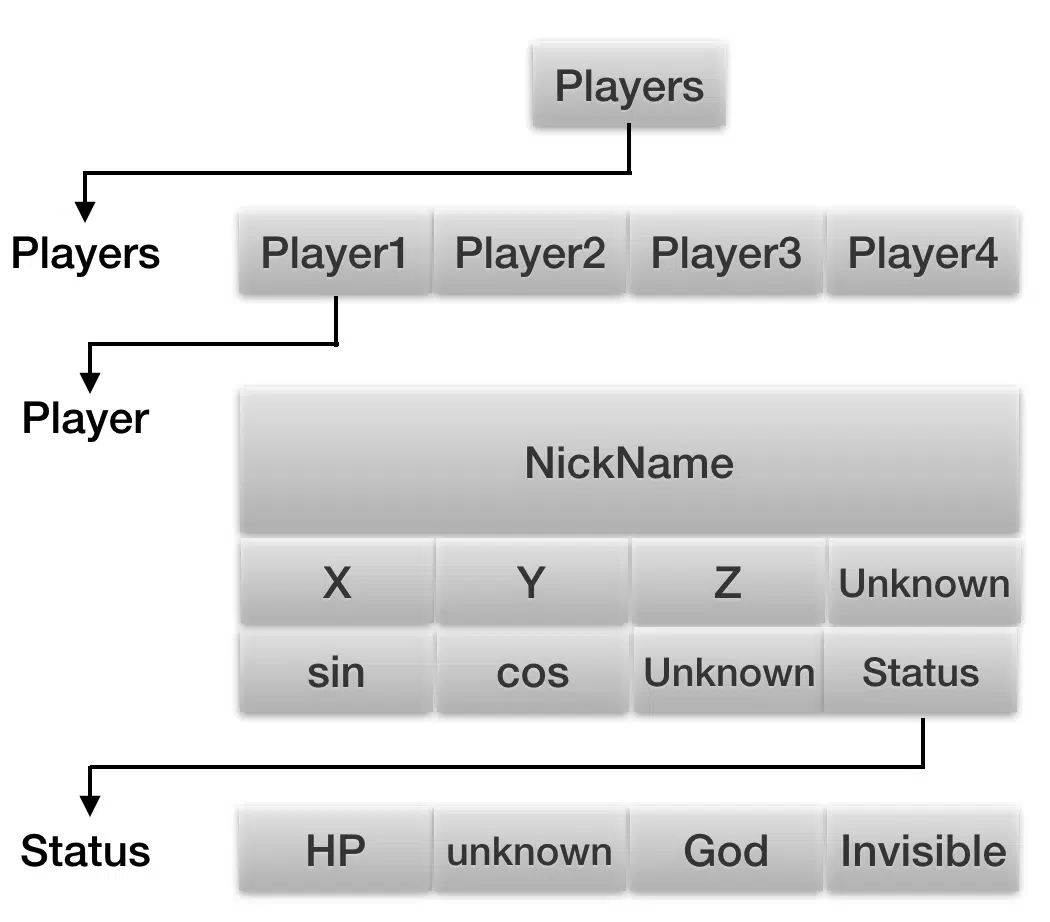 Players
Players Player1 Player2 Player3 Player4
Player
NickName
X Y Z Unknown
sin cos Unknown Status
Status HP unknown God Invisible